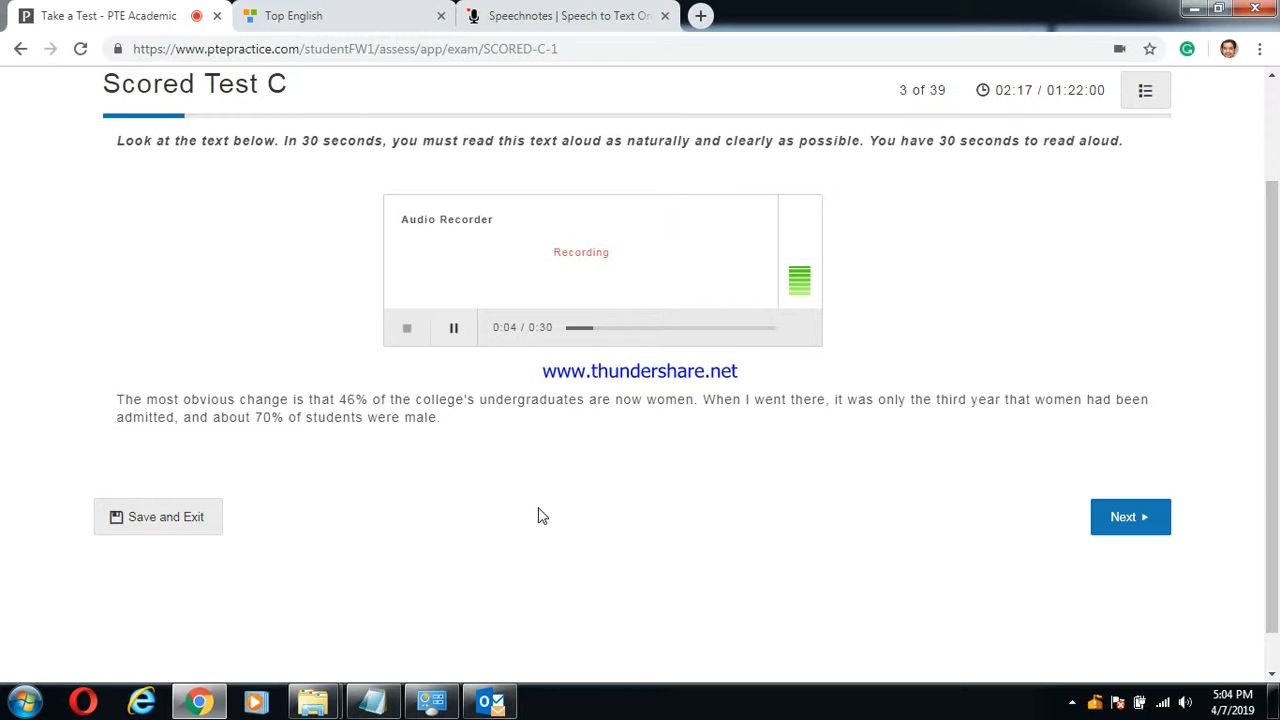 Take a Test - PTE Academic
Top English
Speechnotes | Speech to Text On
https://www.ptepractice.com/studentFW1/assess/app/exam/SCORED-C-1
Scored Test C
3 of 39
02:17 / 01:22:00
Look at the text below. In 30 seconds, you must read this text aloud as naturally and clearly as possible. You have 30 seconds to read aloud.
Audio Recorder
Recording
0:04 / 0:30
www.thundershare.net
The most obvious change is that 46% of the college's undergraduates are now women. When I went there, it was only the third year that women had been
admitted, and about 70% of students were male.
Save and Exit
Next
5:04 PM
4/7/2019